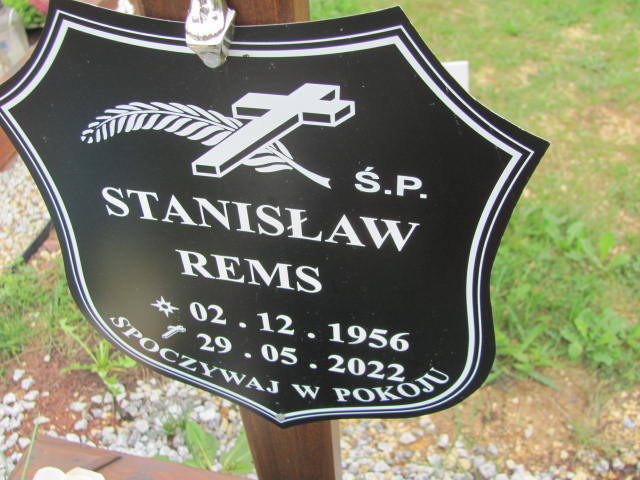 Ś.P.
STANISŁAW
REMS
02.12.1956
29.05.2022
SPOCZYWAJ W POKOJU